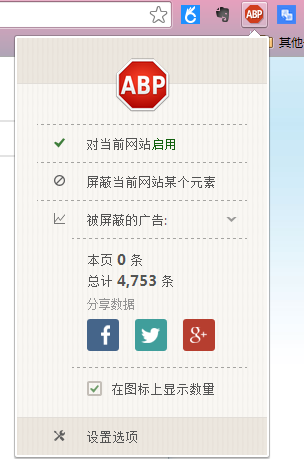 ABP
其他
ABP
对当前网站启用
屏蔽当前网站某个元素
被屏蔽的广告:
本页 0 条
总计 4,753 条
分享数据
f
g+
在图标上显示数量
设置选项